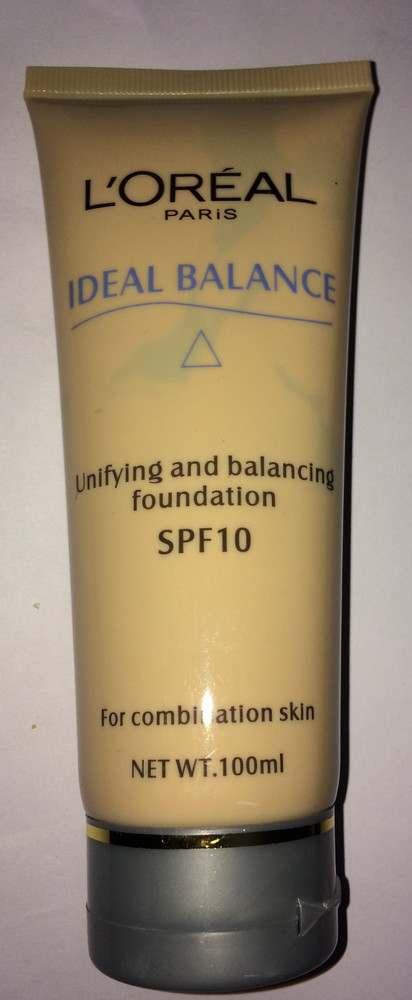 L'ORÉAL
PARiS
IDEAL BALANCE
Unifying and balancing
foundation
SPF10
For combination skin
NET WT.100ml